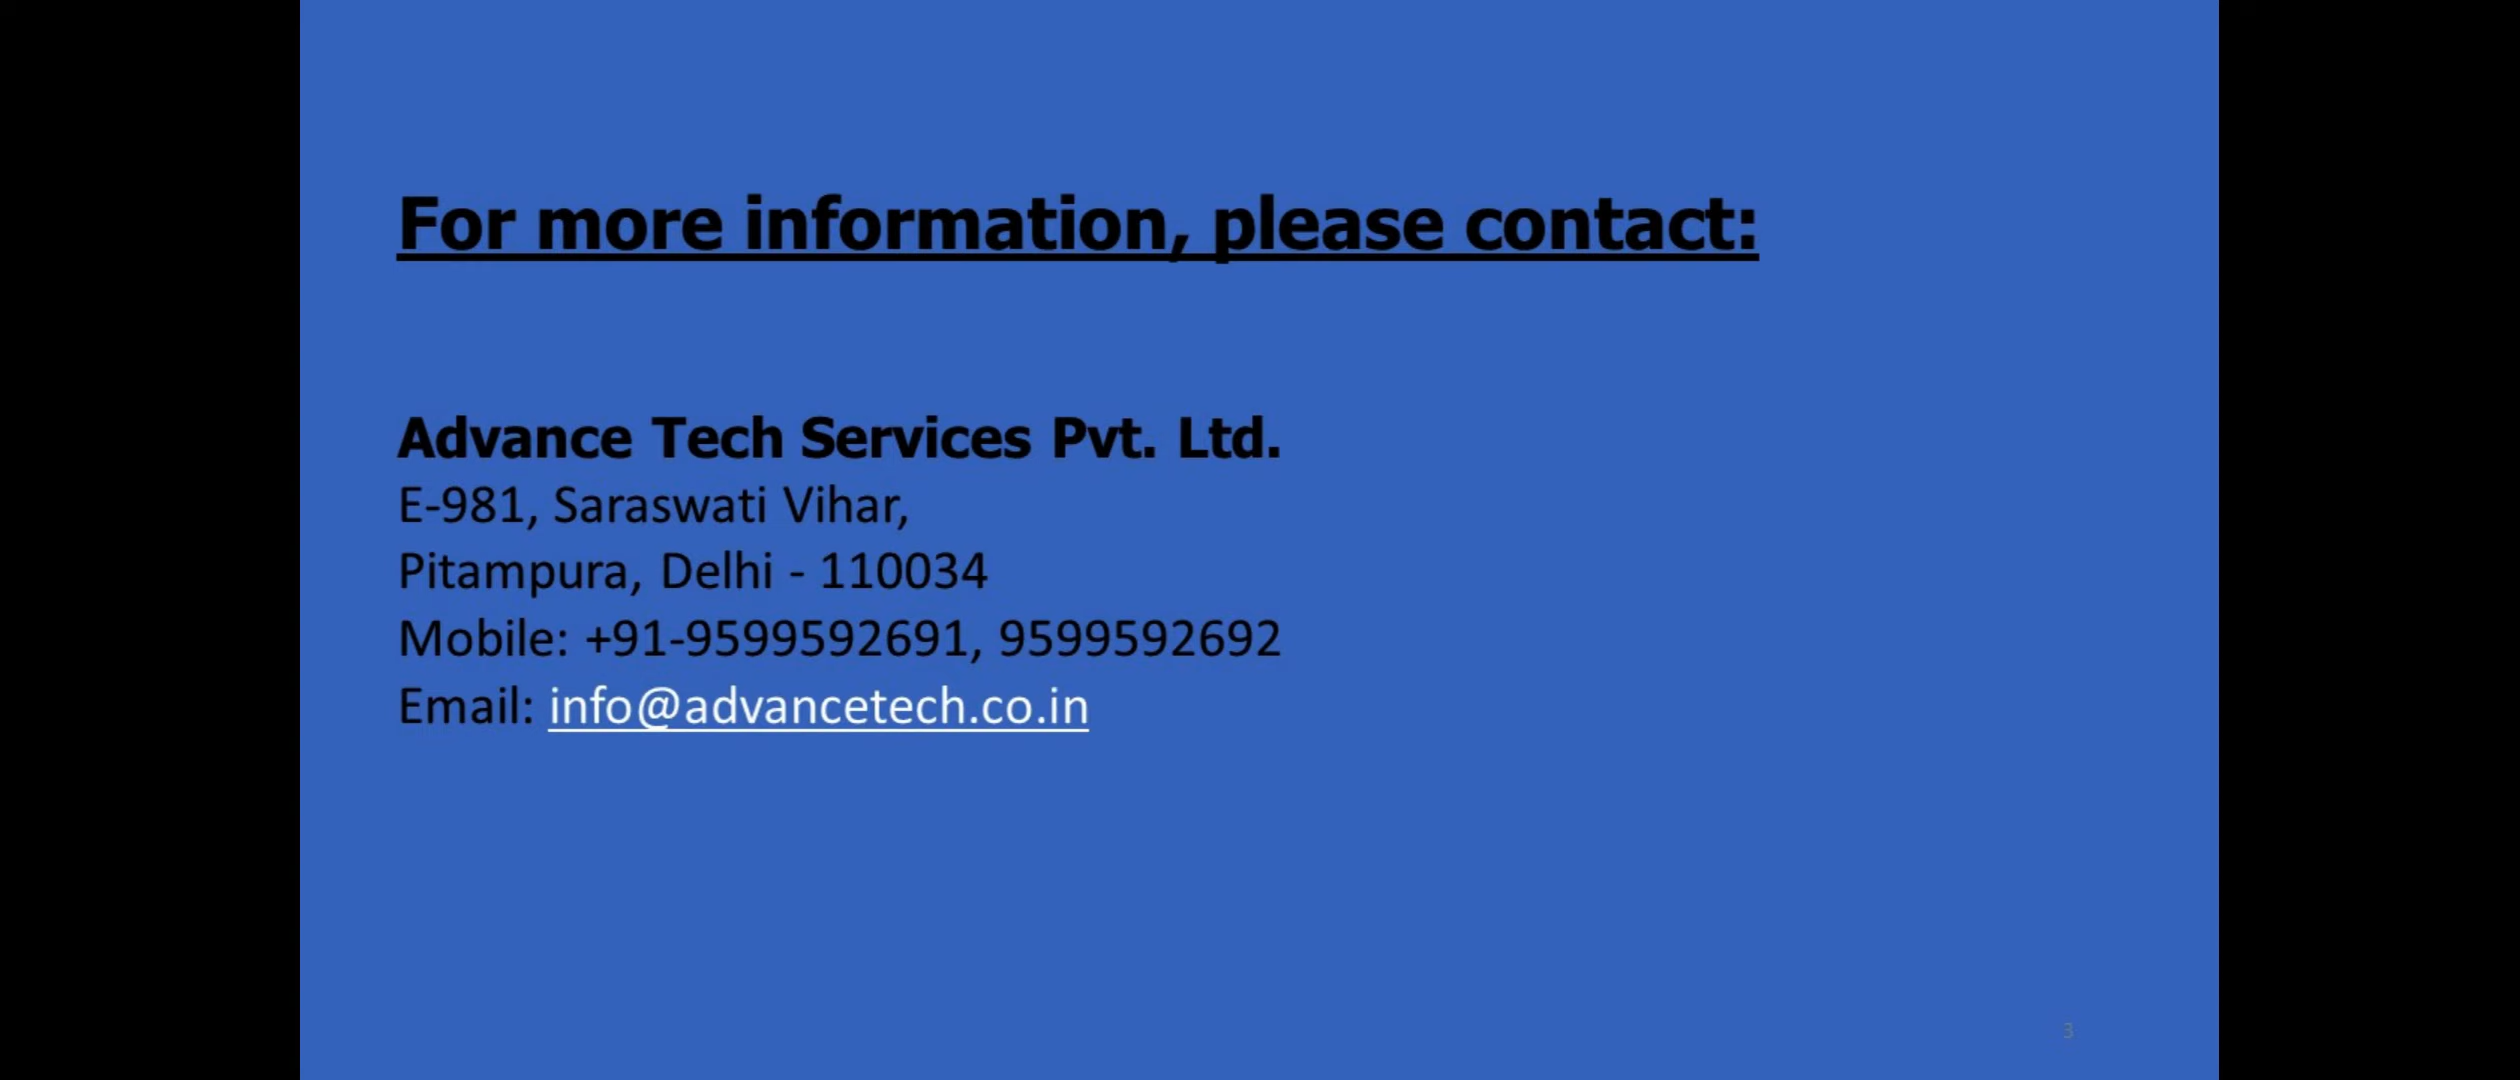 For more information, please contact:
Advance Tech Services Pvt. Ltd.
E-981, Saraswati Vihar,
Pitampura, Delhi - 110034
Mobile: +91-9599592691, 9599592692
Email: info@advancetech.co.in
3